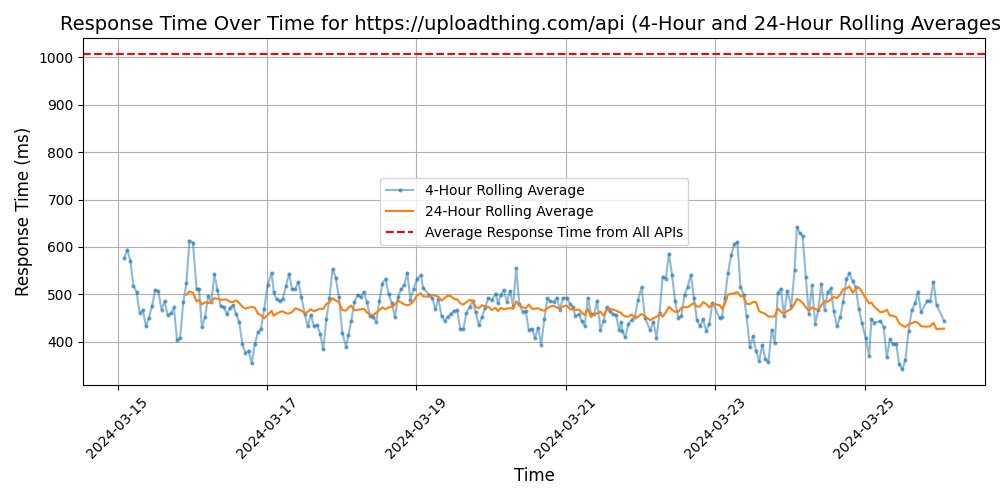 Response Time Over Time for https://uploadthing.com/api (4-Hour and 24-Hour Rolling Averages
Response Time (ms)
1000
900
800
700
600
500
400
4-Hour Rolling Average
24-Hour Rolling Average
Average Response Time from All APIs
2024-03-15
2024-03-17
2024-03-19
2024-03-21
2024-03-23
2024-03-25
Time